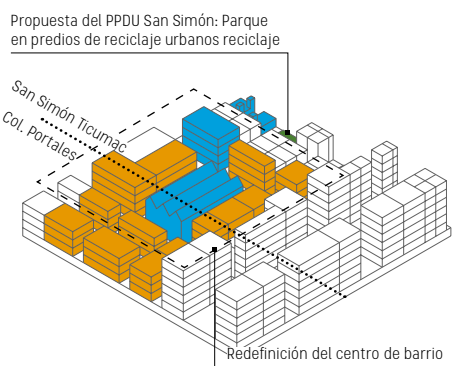 Propuesta del PPDU San Simón: Parque
en predios de reciclaje urbanos reciclaje
San Simón Ticumac
Col. Portales
Redefinición del centro de barrio